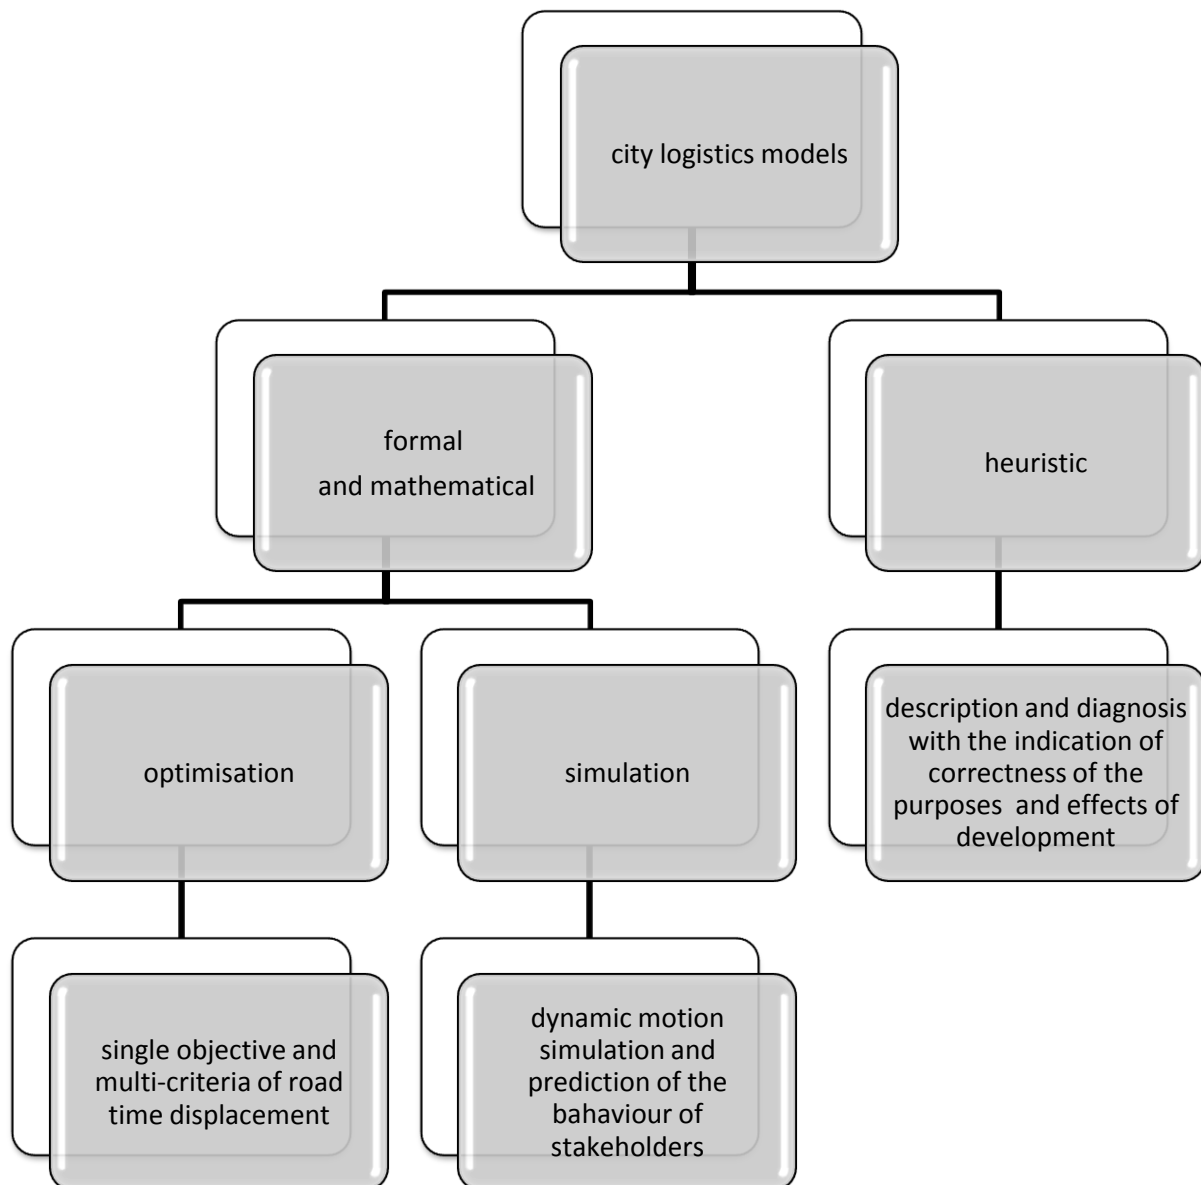 city logistics models
formal
and mathematical
heuristic
optimisation
simulation
description and diagnosis
with the indication of
correctness of the
purposes  and effects of
development
single objective and
multi-criteria of road
time displacement
dynamic motion
simulation and
prediction of the
bahaviour of
stakeholders